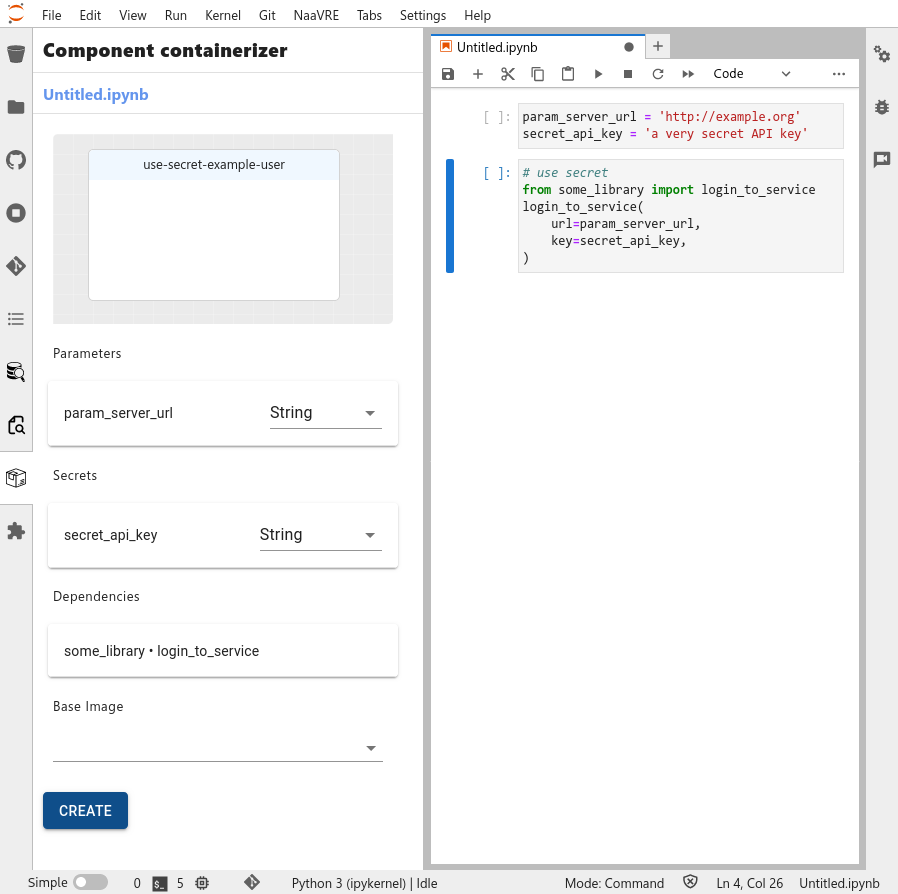 File Edit View Run Kernel Git NaaVRE Tabs Settings Help
Component containerizer
Untitled.ipynb
use-secret-example-user
Parameters
param_server_url String
Secrets
secret_api_key String
Dependencies
some_library • login_to_service
Base Image
CREATE
Untitled.ipynb
Code
[ ]: param_server_url = 'http://example.org'
secret_api_key = 'a very secret API key'
[ ]: # use secret
from some_library import login_to_service
login_to_service(
    url=param_server_url,
    key=secret_api_key,
)
Simple 0 $_ 5 Python 3 (ipykernel) | Idle Mode: Command Ln 4, Col 26 Untitled.ipynb